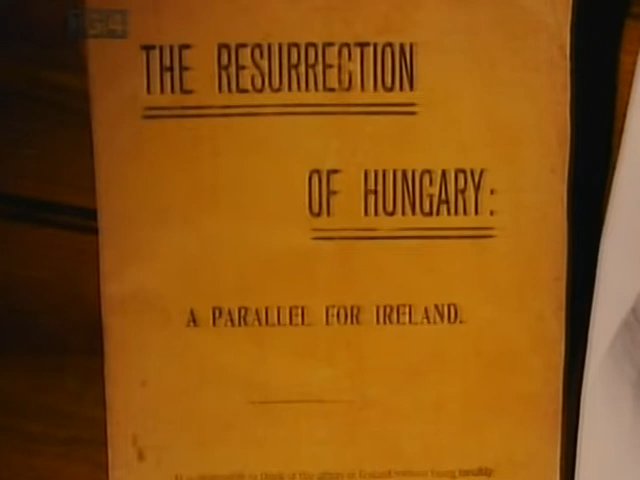 THE RESURRECTION
OF HUNGARY:
A PARALLEL FOR IRELAND.